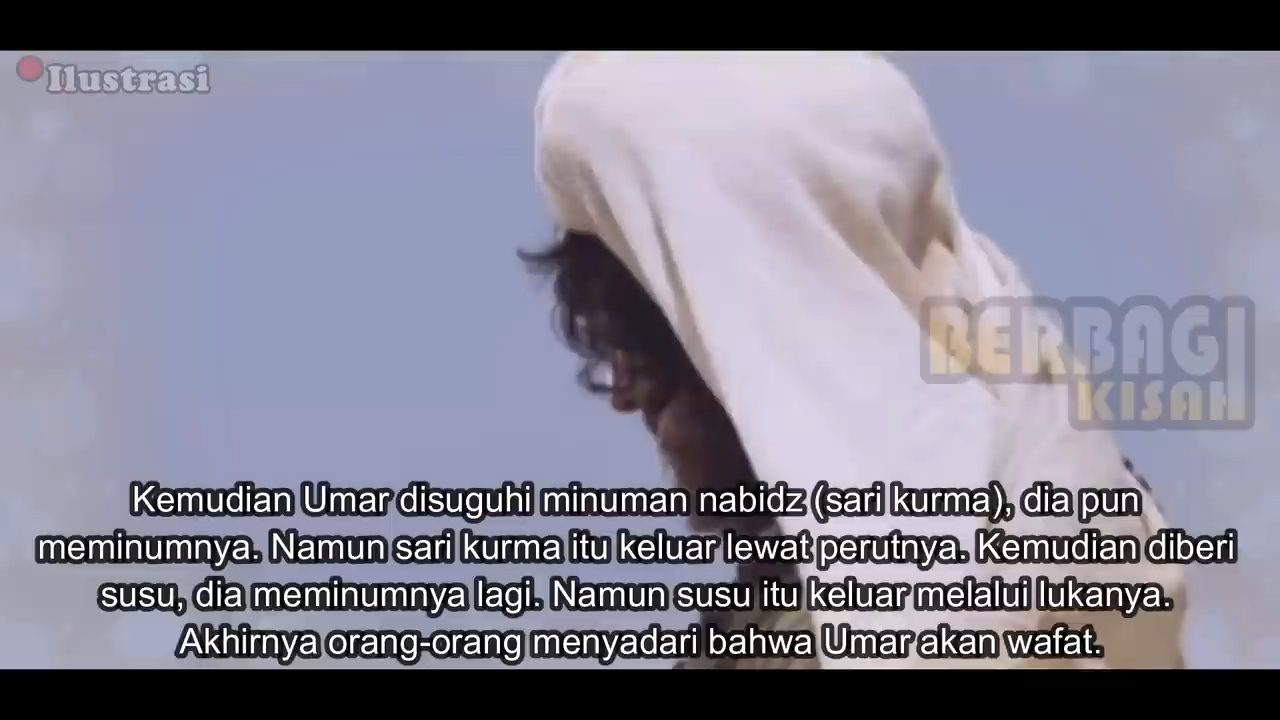 Ilustrasi
BERBAGI
KISAH
Kemudian Umar disuguhi minuman nabidz (sari kurma), dia pun
meminumnya. Namun sari kurma itu keluar lewat perutnya. Kemudian diberi
susu, dia meminumnya lagi. Namun susu itu keluar melalui lukanya.
Akhirnya orang-orang menyadari bahwa Umar akan wafat.